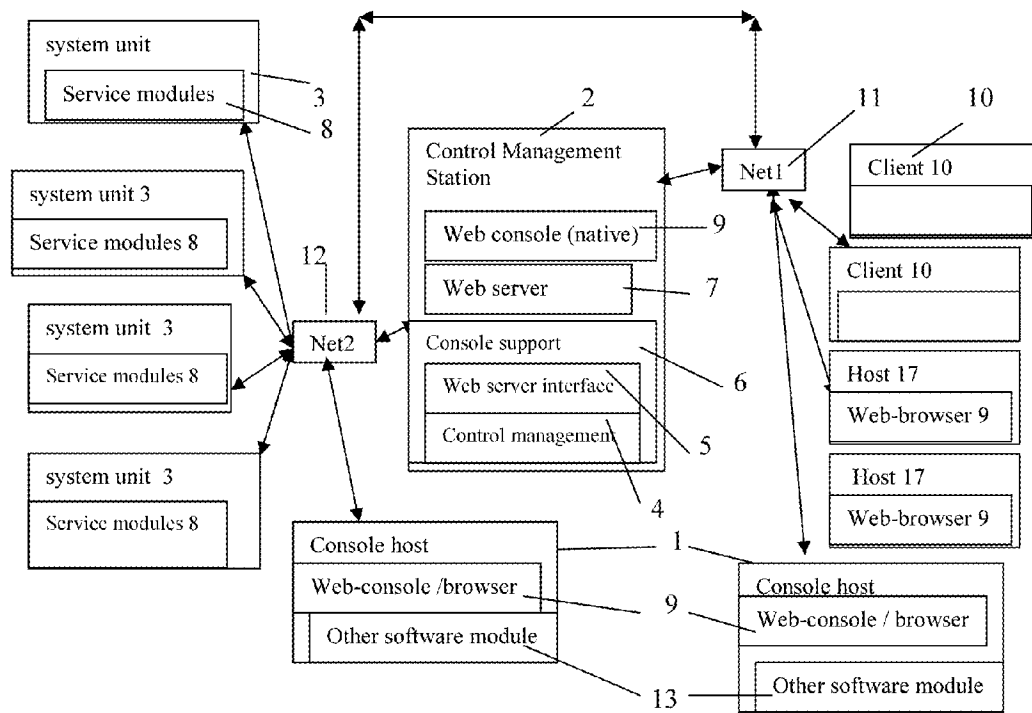 system unit
Service modules
3
8
system unit 3
Service modules 8
system unit 3
Service modules 8
system unit 3
Service modules 8
12
Net2
2
Control Management
Station
Web console (native)
9
Web server
7
Console support
6
Web server interface
5
Control management
4
Net1
11
10
Client 10
Client 10
Host 17
Web-browser 9
Host 17
Web-browser 9
Console host
1
Web-console /browser
9
Other software module
13
Console host
Web-console / browser
Other software module